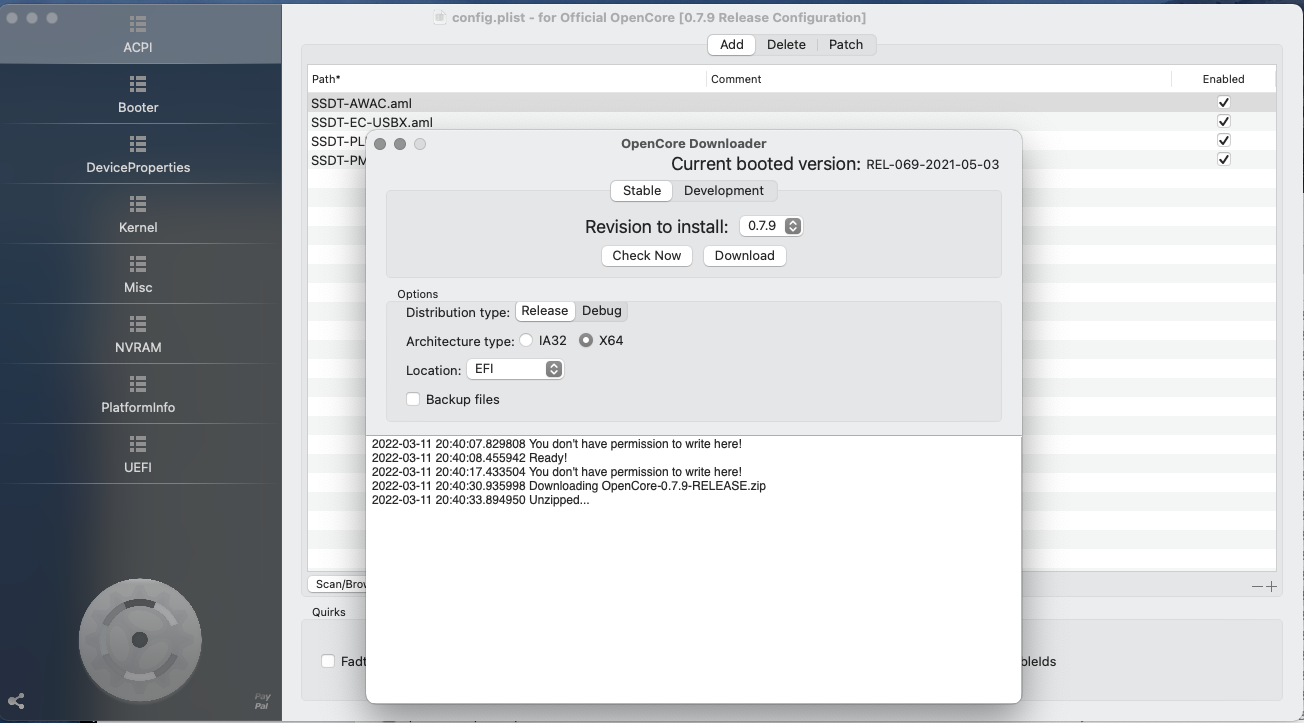 config.plist - for Official OpenCore [0.7.9 Release Configuration]
ACPI
Booter
DeviceProperties
Kernel
Misc
NVRAM
PlatformInfo
UEFI
Pay
Pal
Add Delete Patch
Path* Comment Enabled
SSDT-AWAC.aml
SSDT-EC-USBX.aml
SSDT-PL
SSDT-PM
OpenCore Downloader
Current booted version: REL-069-2021-05-03
Stable Development
Revision to install: 0.7.9
Check Now Download
Options
Distribution type: Release Debug
Architecture type: IA32 X64
Location: EFI
Backup files
2022-03-11 20:40:07.829808 You don't have permission to write here!
2022-03-11 20:40:08.455942 Ready!
2022-03-11 20:40:17.433504 You don't have permission to write here!
2022-03-11 20:40:30.935998 Downloading OpenCore-0.7.9-RELEASE.zip
2022-03-11 20:40:33.894950 Unzipped...
Scan/Brow
Quirks
Fadt
bleIds